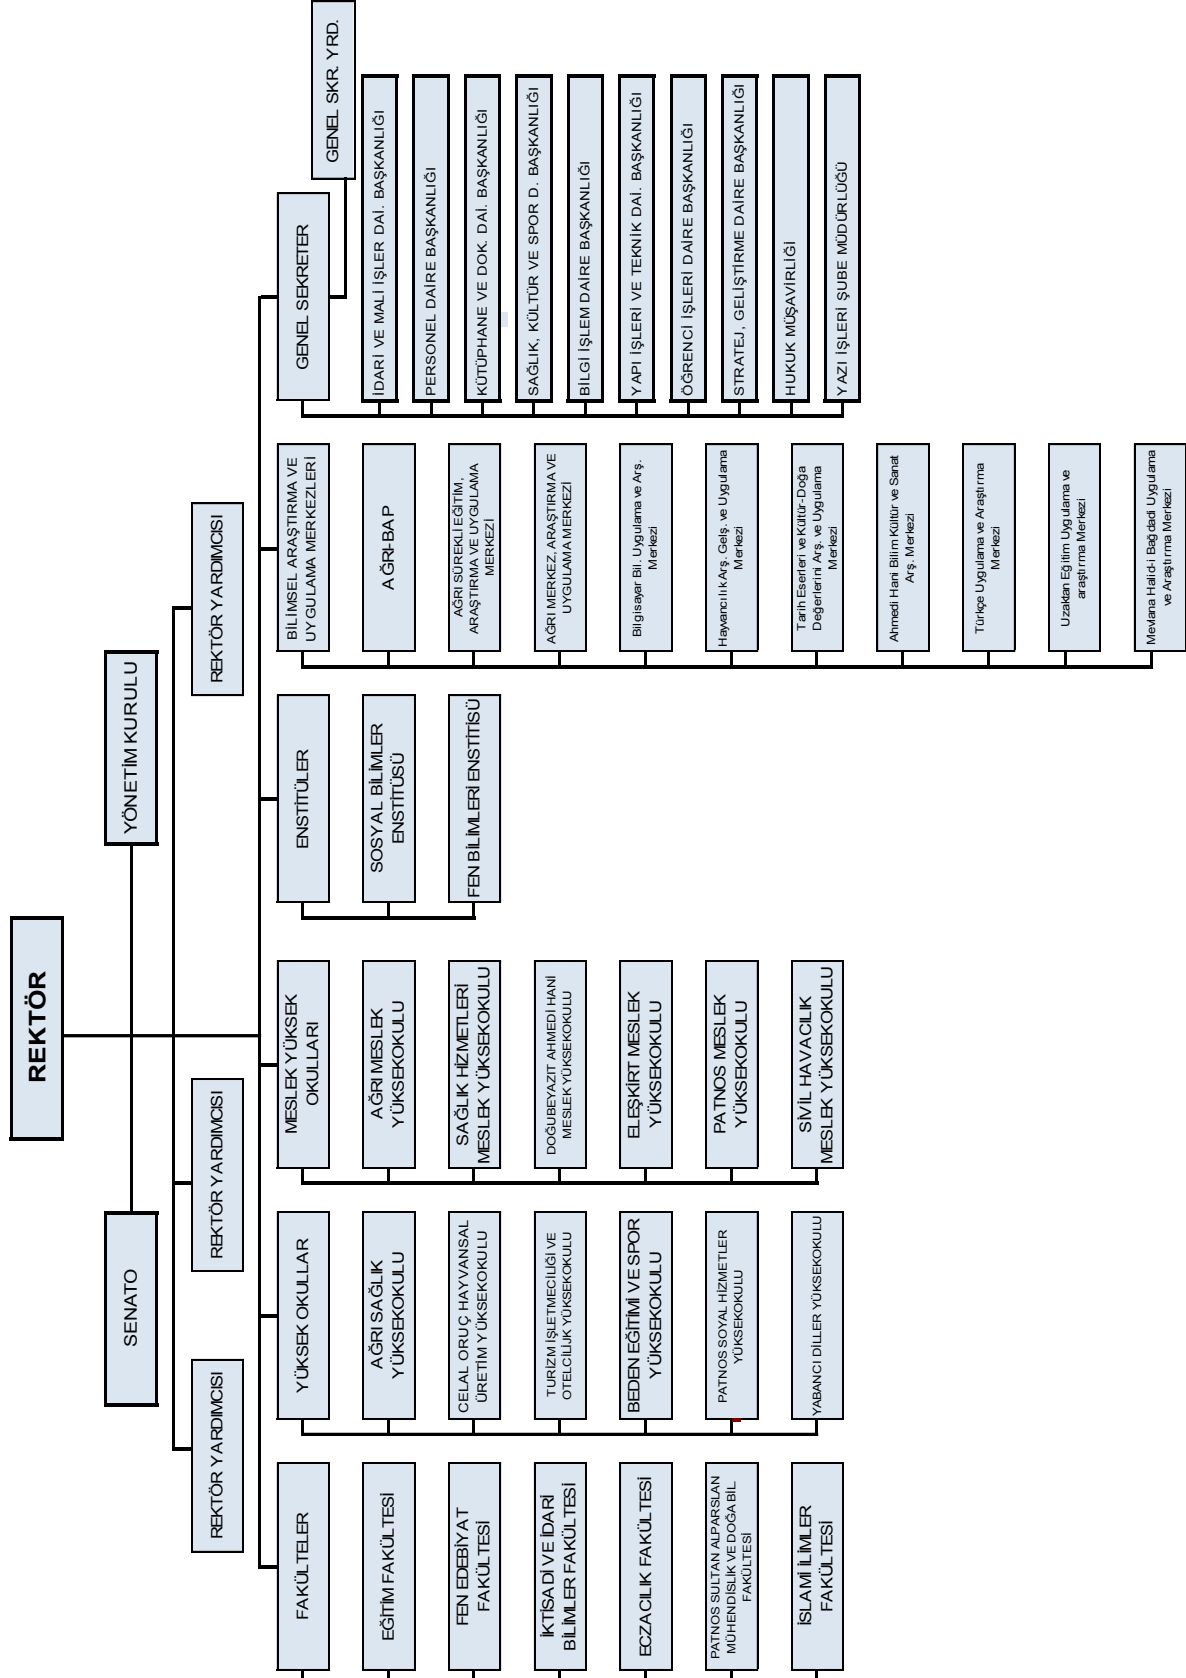 REKTÖR
SENATO
YÖNETİM KURULU
REKTÖR YARDIMCISI
REKTÖR YARDIMCISI
REKTÖR YARDIMCISI
FAKÜLTELER
EĞİTİM FAKÜLTESİ
FEN EDEBİYAT
FAKÜLTESİ
İKTİSADİ VE İDARİ
BİLİMLER FAKÜLTESİ
ECZACILIK FAKÜLTESİ
PATNOS SULTAN ALPARSLAN
MÜHENDİSLİK VE DOĞA BİL.
FAKÜLTESİ
İSLAMİ İLİMLER
FAKÜLTESİ
YÜKSEK OKULLAR
AĞRI SAĞLIK
YÜKSEKOKULU
CELAL ORUÇ HAYVANSAL
ÜRETİM YÜKSEKOKULU
TURİZM İŞLETMECİLİĞİ VE
OTELCİLİJK YÜKSEKOKULU
BEDEN EĞİTİMİ VE SPOR
YÜKSEKOKULU
PATNOS SOYAL HİZMETLER
YÜKSEKOKULU
YABANCI DİLLER YÜKSEKOKULU
MESLEK YÜKSEK
OKULLARI
AĞRI MESLEK
YÜKSEKOKULU
SAĞLIK HİZMETLERİ
MESLEK YÜKSEKOKULU
DOĞUBEYAZIT AHMEDİ HANİ
MESLEK YÜKSEKOKULU
ELEŞKİRT MESLEK
YÜKSEKOKULU
PATNOS MESLEK
YÜKSEKOKULU
SİVİL HAVACILIK
MESLEK YÜKSEKOKULU
ENSTİTÜLER
SOSYAL BİLİMLER
ENSTİTÜSÜ
FEN BİLİMLERİ ENSTİTİSÜ
BİLİMSEL ARAŞTIRMA VE
UYGULAMA MERKEZLERİ
AĞRI-BAP
AĞRI SÜREKLİ EĞİTİM,
ARAŞTIRMA VE UYGULAMA
MERKEZİ
AĞRI MERKEZ, ARAŞTIRMA VE
UYGULAMA MERKEZİ
Bilgisayar Bil. Uygulama ve Arş.
Merkezi
Hayvancılık Arş. Gelş. ve Uygulama
Merkezi
Tarih Eserleri ve Kültür-Doğa
Değerlerini Arş. ve Uygulama
Merkezi
Ahmedi Hani Bilim Kültür ve Sanat
Arş. Merkezi
Türkçe Uygulama ve Araştırma
Merkezi
Uzaktan Eğitim Uygulama ve
araştırma Merkezi
Mevlana Halid-i Bağdadi Uygulama
ve Araştırma Merkezi
GENEL SEKRETER
GENEL SKR. YRD.
İDARİ VE MALİ İŞLER DAİ. BAŞKANLIĞI
PERSONEL DAİRE BAŞKANLIĞI
KÜTÜPHANE VE DOK. DAİ. BAŞKANLIĞI
SAĞLIK, KÜLTÜR VE SPOR D. BAŞKANLIĞI
BİLGİ İŞLEM DAİRE BAŞKANLIĞI
YAPI İŞLERİ VE TEKNİK DAİ. BAŞKANLIĞI
ÖĞRENCİ İŞLERİ DAİRE BAŞKANLIĞI
STRATEJ, GELİŞTİRME DAİRE BAŞKANLIĞI
HUKUK MÜŞAVİRLİĞİ
YAZI İŞLERİ ŞUBE MÜDÜRLÜĞÜ